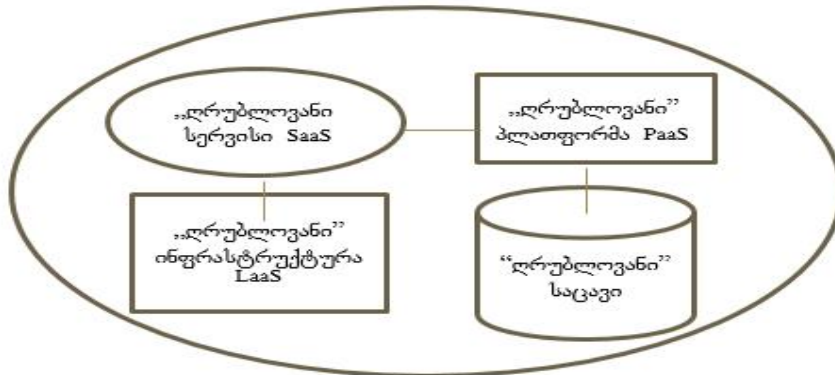 „ღრუბლოვანი
სერვისი SaaS
„ღრუბლოვანი”
პლათფორმა PaaS
„ღრუბლოვანი”
ინფრასტრუქტურა
LaaS
“ღრუბლოვანი”
საცავი